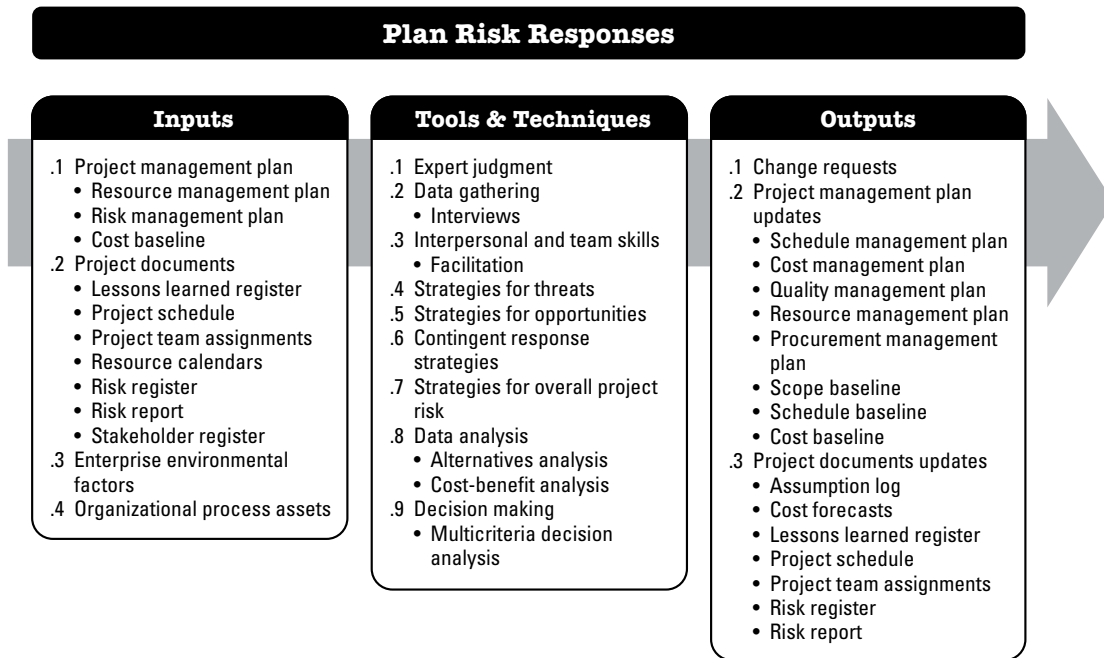 Plan Risk Responses
Inputs
.1 Project management plan
• Resource management plan
• Risk management plan
• Cost baseline
.2 Project documents
• Lessons learned register
• Project schedule
• Project team assignments
• Resource calendars
• Risk register
• Risk report
• Stakeholder register
.3 Enterprise environmental
factors
.4 Organizational process assets
Tools & Techniques
.1 Expert judgment
.2 Data gathering
• Interviews
.3 Interpersonal and team skills
• Facilitation
.4 Strategies for threats
.5 Strategies for opportunities
.6 Contingent response
strategies
.7 Strategies for overall project
risk
.8 Data analysis
• Alternatives analysis
• Cost-benefit analysis
.9 Decision making
• Multicriteria decision
analysis
Outputs
.1 Change requests
.2 Project management plan
updates
• Schedule management plan
• Cost management plan
• Quality management plan
• Resource management plan
• Procurement management
plan
• Scope baseline
• Schedule baseline
• Cost baseline
.3 Project documents updates
• Assumption log
• Cost forecasts
• Lessons learned register
• Project schedule
• Project team assignments
• Risk register
• Risk report